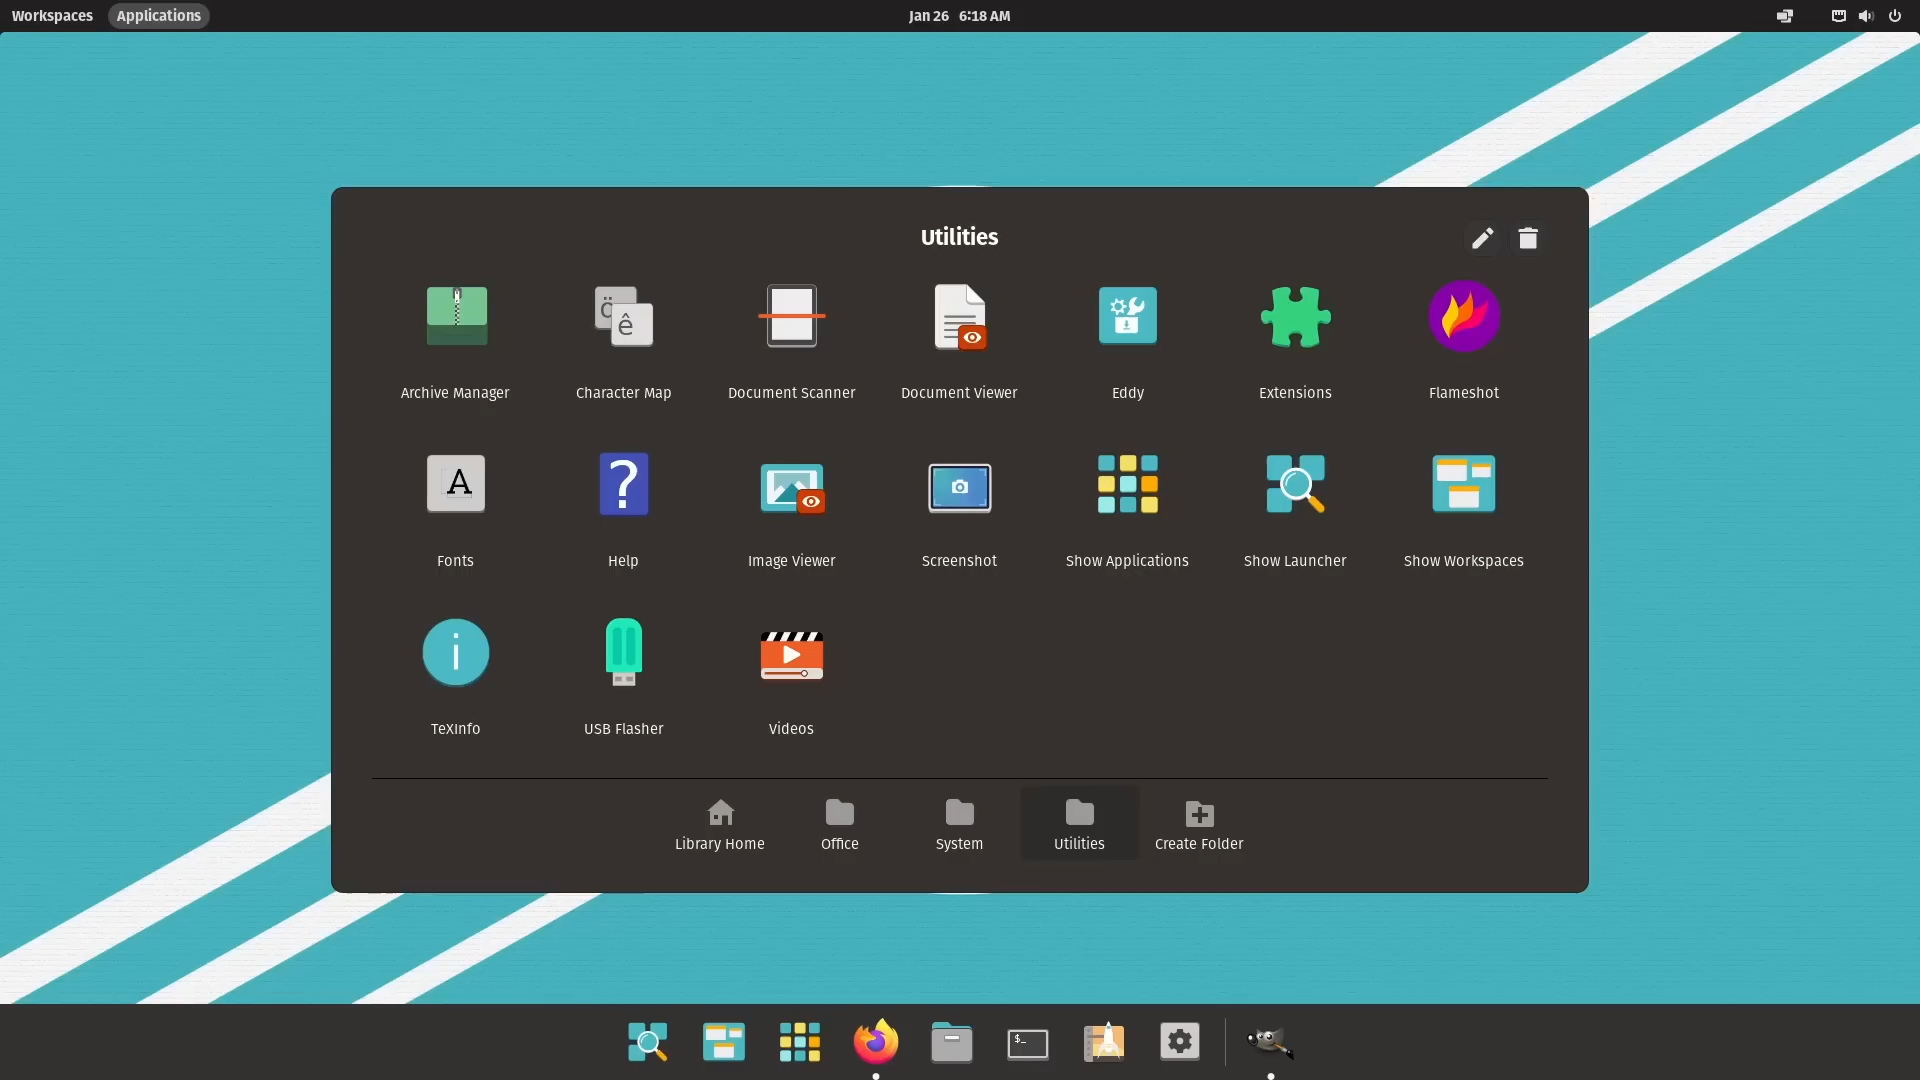 Workspaces Applications Jan 26 6:18 AM
Utilities
Archive Manager Character Map Document Scanner Document Viewer Eddy Extensions Flameshot
Fonts Help Image Viewer Screenshot Show Applications Show Launcher Show Workspaces
TeXInfo USB Flasher Videos
Library Home Office System Utilities Create Folder